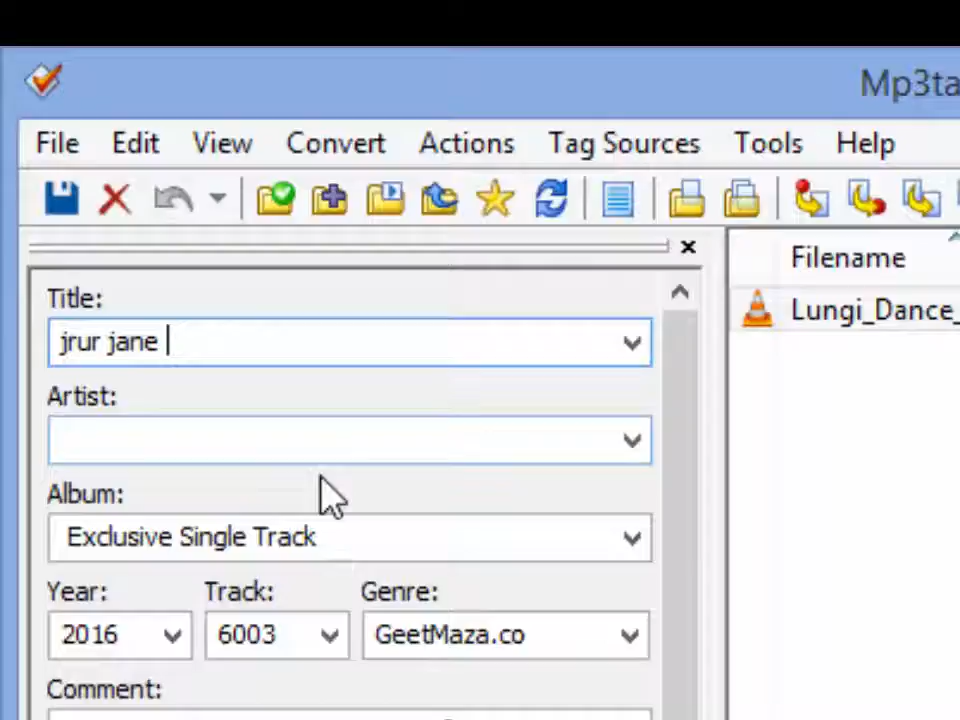 Mp3ta
File Edit View Convert Actions Tag Sources Tools Help
Filename
Title:
Lungi_Dance_
jrur jane
Artist:
Album:
Exclusive Single Track
Year: Track: Genre:
2016 6003 GeetMaza.co
Comment: